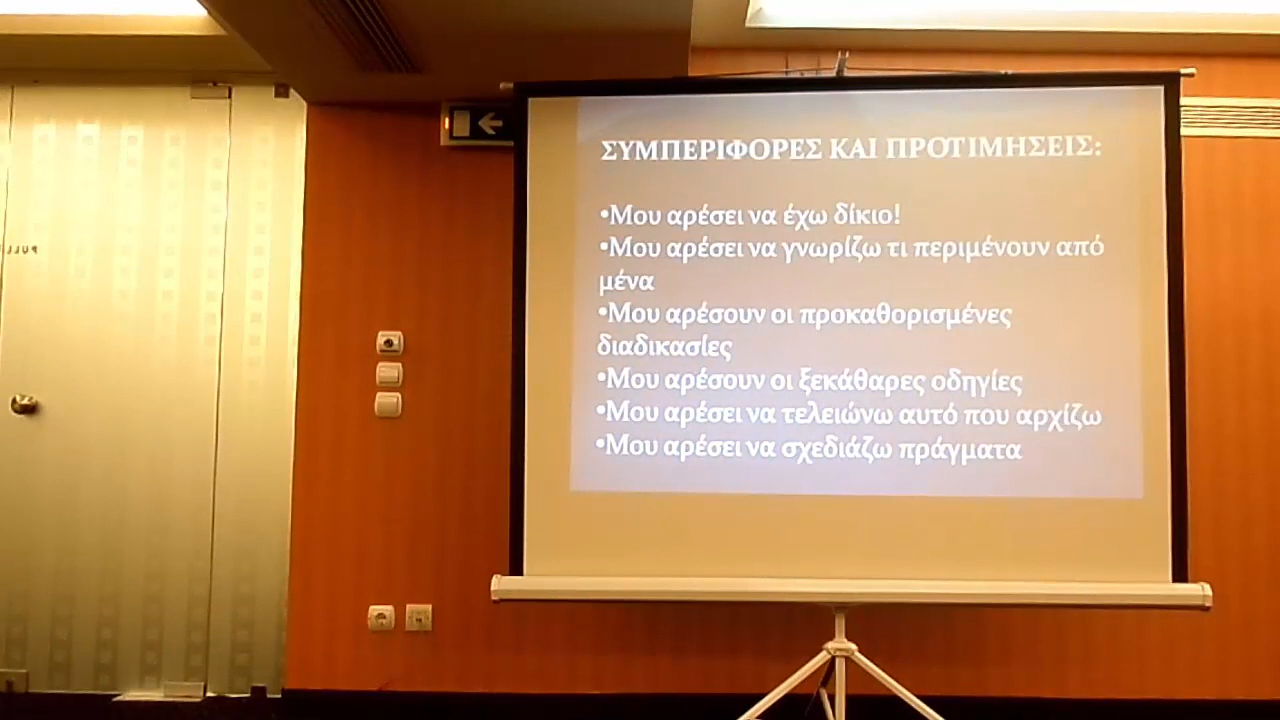 ΣΥΜΠΕΡΙΦΟΡΕΣ ΚΑΙ ΠΡΟΤΙΜΗΣΕΙΣ:
•Μου αρέσει να έχω δίκιο!
•Μου αρέσει να γνωρίζω τι περιμένουν από
μένα
•Μου αρέσουν οι προκαθορισμένες
διαδικασίες
•Μου αρέσουν οι ξεκάθαρες οδηγίες
•Μου αρέσει να τελειώνω αυτό που αρχίζω
•Μου αρέσει να σχεδιάζω πράγματα
PULL